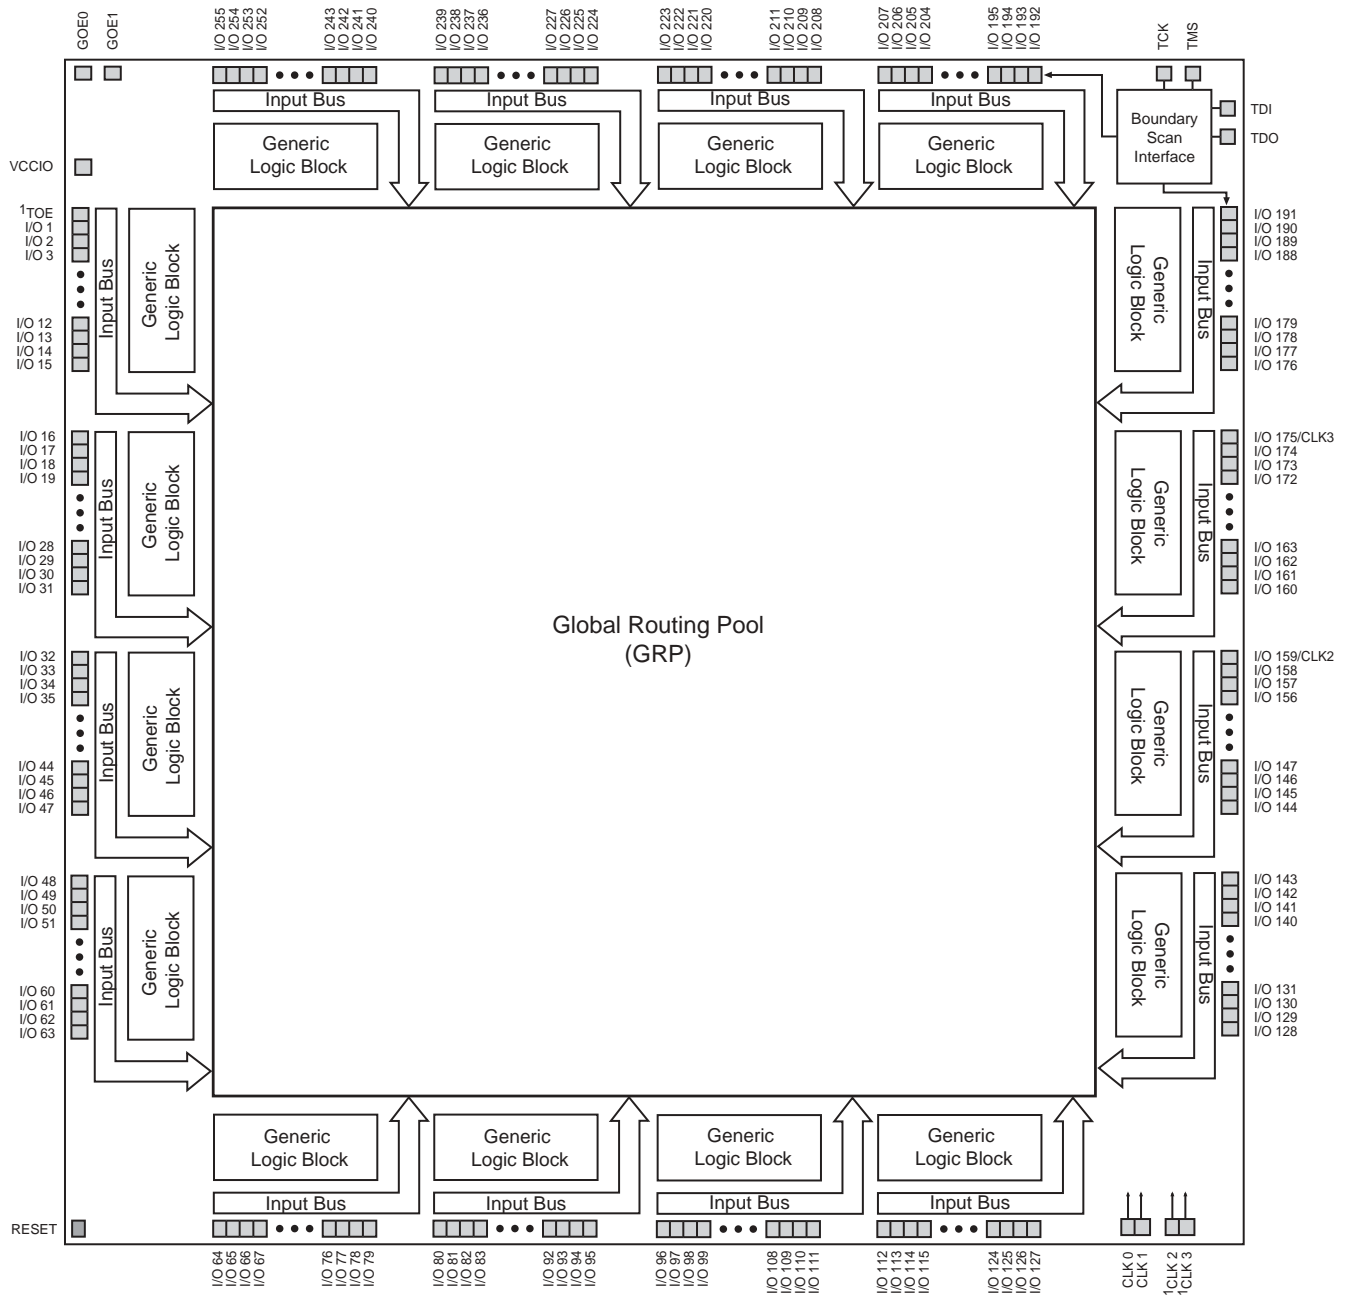 GOE0
GOE1
I/O 255
I/O 254
I/O 253
I/O 252
I/O 243
I/O 242
I/O 241
I/O 240
I/O 239
I/O 238
I/O 237
I/O 236
I/O 227
I/O 226
I/O 225
I/O 224
I/O 223
I/O 222
I/O 221
I/O 220
I/O 211
I/O 210
I/O 209
I/O 208
I/O 207
I/O 206
I/O 205
I/O 204
I/O 195
I/O 194
I/O 193
I/O 192
TCK
TMS
Input Bus
Input Bus
Input Bus
Input Bus
Generic
Logic Block
Generic
Logic Block
Generic
Logic Block
Generic
Logic Block
Boundary
Scan
Interface
TDI
TDO
VCCIO
1TOE
I/O 1
I/O 2
I/O 3
I/O 12
I/O 13
I/O 14
I/O 15
Input Bus
Generic
Logic Block
I/O 16
I/O 17
I/O 18
I/O 19
I/O 28
I/O 29
I/O 30
I/O 31
Input Bus
Generic
Logic Block
I/O 32
I/O 33
I/O 34
I/O 35
I/O 44
I/O 45
I/O 46
I/O 47
Input Bus
Generic
Logic Block
I/O 48
I/O 49
I/O 50
I/O 51
I/O 60
I/O 61
I/O 62
I/O 63
Input Bus
Generic
Logic Block
Global Routing Pool
(GRP)
Generic
Logic Block
Input Bus
I/O 191
I/O 190
I/O 189
I/O 188
I/O 179
I/O 178
I/O 177
I/O 176
Generic
Logic Block
Input Bus
I/O 175/CLK3
I/O 174
I/O 173
I/O 172
I/O 163
I/O 162
I/O 161
I/O 160
Generic
Logic Block
Input Bus
I/O 159/CLK2
I/O 158
I/O 157
I/O 156
I/O 147
I/O 146
I/O 145
I/O 144
Generic
Logic Block
Input Bus
I/O 143
I/O 142
I/O 141
I/O 140
I/O 131
I/O 130
I/O 129
I/O 128
Generic
Logic Block
Generic
Logic Block
Generic
Logic Block
Generic
Logic Block
Input Bus
Input Bus
Input Bus
Input Bus
RESET
I/O 64
I/O 65
I/O 66
I/O 67
I/O 76
I/O 77
I/O 78
I/O 79
I/O 80
I/O 81
I/O 82
I/O 83
I/O 92
I/O 93
I/O 94
I/O 95
I/O 96
I/O 97
I/O 98
I/O 99
I/O 108
I/O 109
I/O 110
I/O 111
I/O 112
I/O 113
I/O 114
I/O 115
I/O 124
I/O 125
I/O 126
I/O 127
CLK 0
CLK 1
1CLK 2
1CLK 3